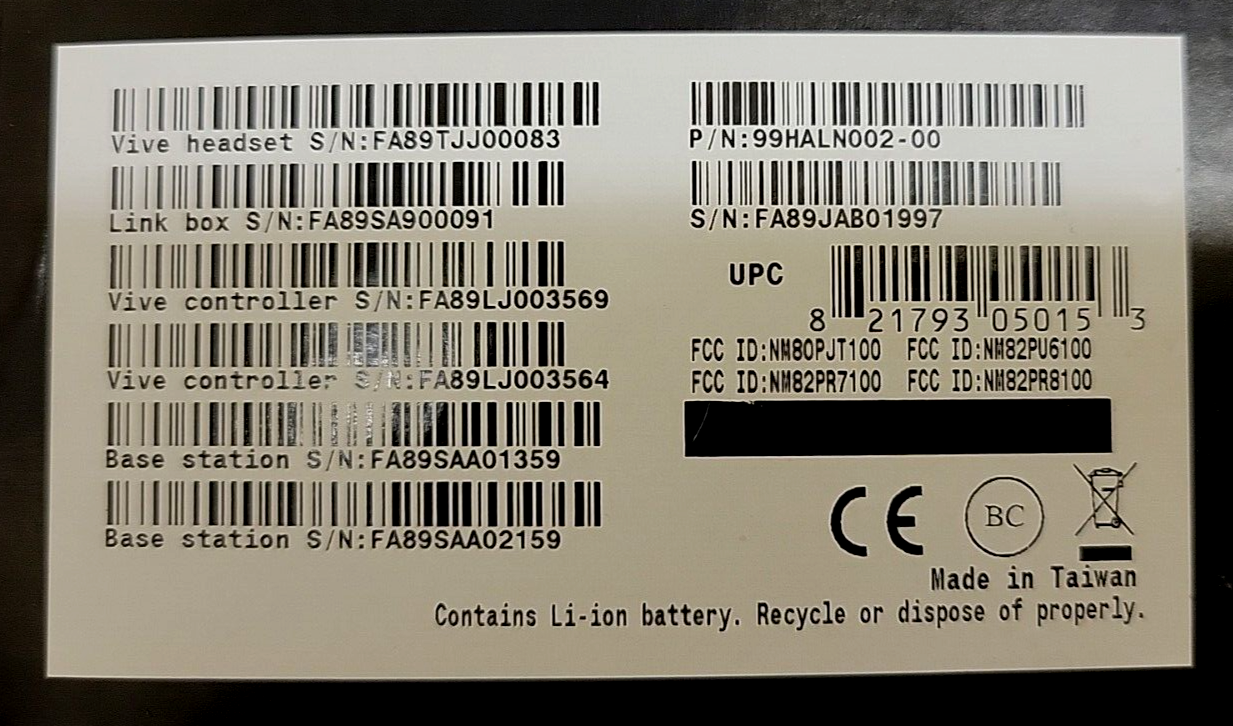 Vive headset S/N:FA89TJJ00083
Link box S/N:FA89SA900091
Vive controller S/N:FA89LJ003569
Vive controller S/N:FA89LJ003564
Base station S/N:FA89SAA01359
Base station S/N:FA89SAA02159
P/N:99HALN002-00
S/N:FA89JAB01997
UPC
8 21793 05015 3
FCC ID:NM80PJT100 FCC ID:NM82PU6100
FCC ID:NM82PR7100 FCC ID:NM82PR8100
CE BC
Made in Taiwan
Contains Li-ion battery. Recycle or dispose of properly.